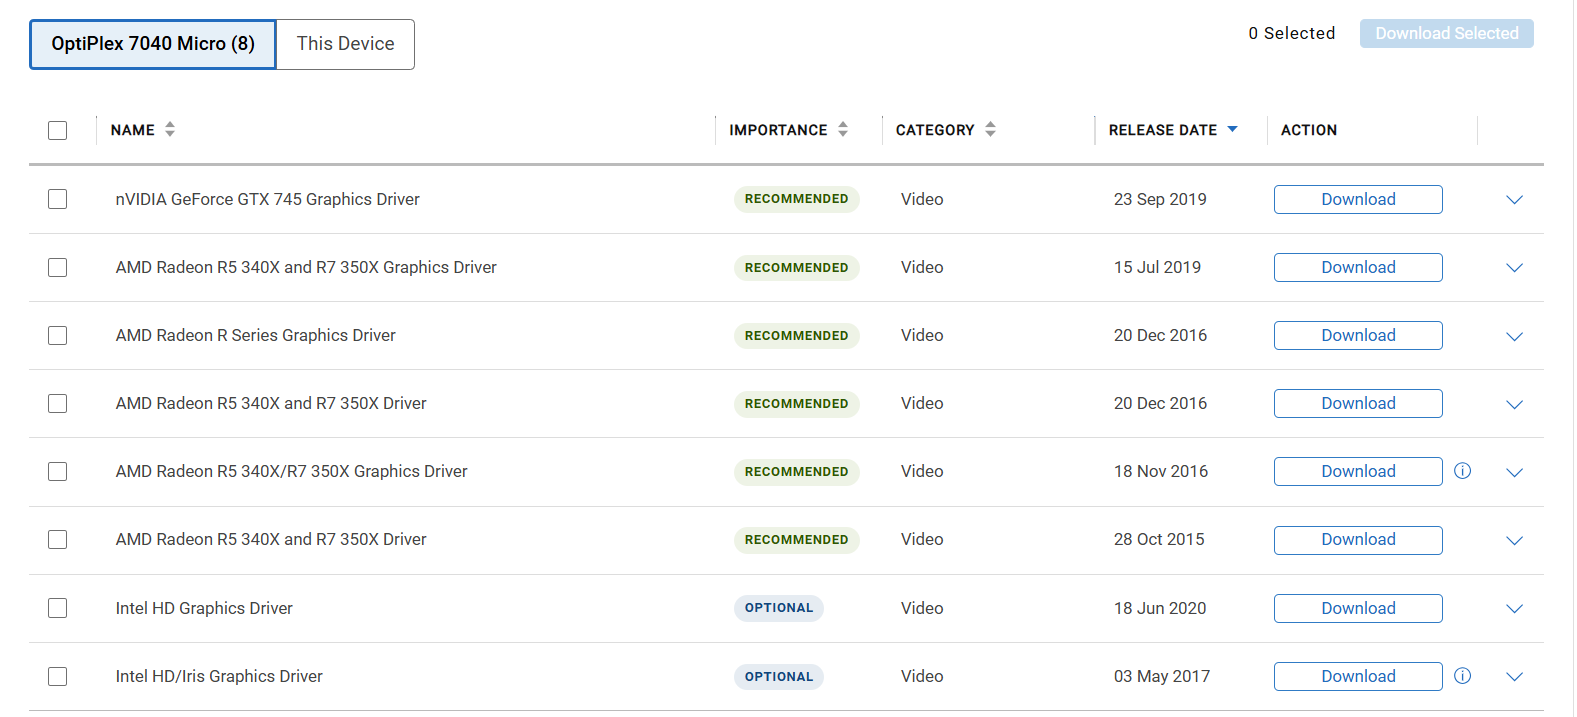 OptiPlex 7040 Micro (8) This Device 0 Selected Download Selected
NAME IMPORTANCE CATEGORY RELEASE DATE ACTION
nVIDIA GeForce GTX 745 Graphics Driver RECOMMENDED Video 23 Sep 2019 Download
AMD Radeon R5 340X and R7 350X Graphics Driver RECOMMENDED Video 15 Jul 2019 Download
AMD Radeon R Series Graphics Driver RECOMMENDED Video 20 Dec 2016 Download
AMD Radeon R5 340X and R7 350X Driver RECOMMENDED Video 20 Dec 2016 Download
AMD Radeon R5 340X/R7 350X Graphics Driver RECOMMENDED Video 18 Nov 2016 Download
AMD Radeon R5 340X and R7 350X Driver RECOMMENDED Video 28 Oct 2015 Download
Intel HD Graphics Driver OPTIONAL Video 18 Jun 2020 Download
Intel HD/Iris Graphics Driver OPTIONAL Video 03 May 2017 Download